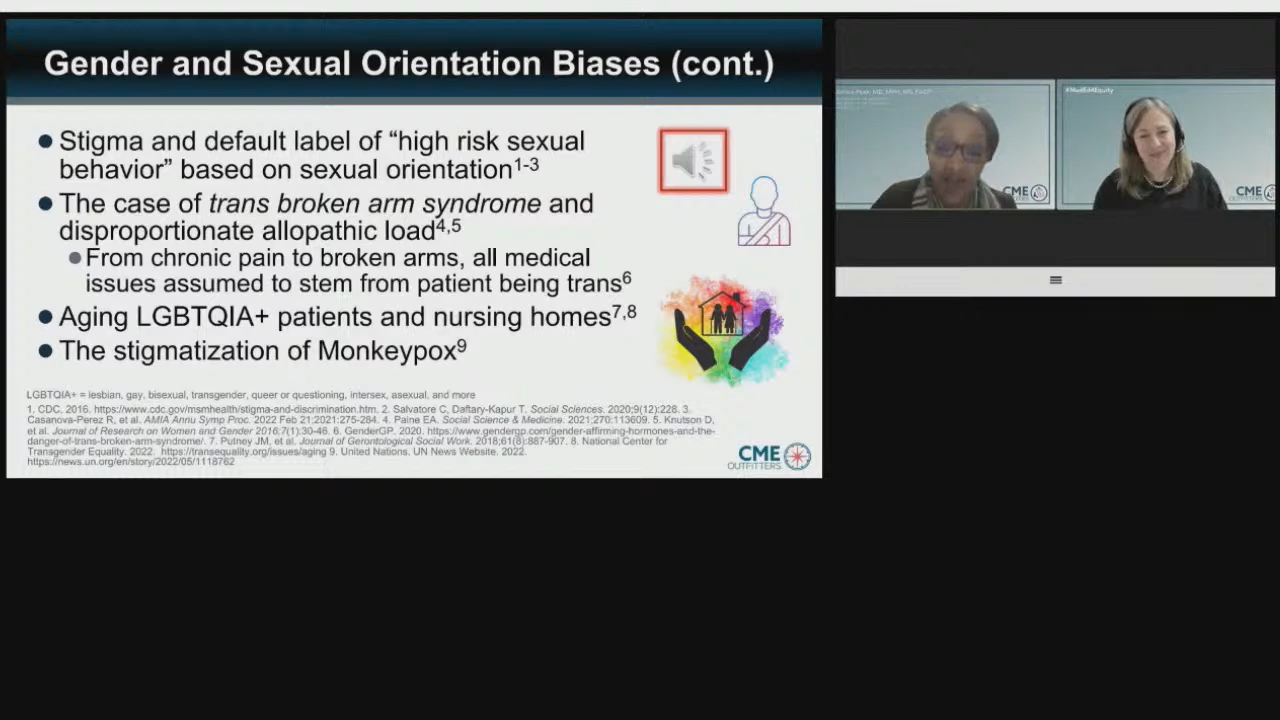 Gender and Sexual Orientation Biases (cont.)
Stigma and default label of “high risk sexual
behavior” based on sexual orientation1-3
The case of trans broken arm syndrome and
disproportionate allopathic load4,5
From chronic pain to broken arms, all medical
issues assumed to stem from patient being trans6
Aging LGBTQIA+ patients and nursing homes7,8
The stigmatization of Monkeypox9
LGBTQIA+ = lesbian, gay, bisexual, transgender, queer or questioning, intersex, asexual, and more
1. CDC. 2016. https://www.cdc.gov/msmhealth/stigma-and-discrimination.htm. 2. Salvatore C, Daftary-Kapur T. Social Sciences. 2020;9(12):228. 3.
Casanova-Perez R, et al. AMIA Annu Symp Proc. 2022 Feb 21;2021:275-284. 4. Paine EA. Social Science & Medicine. 2021;270:113609. 5. Knutson D,
et al. Journal of Research on Women and Gender 2016;7(1):30-46. 6. GenderGP. 2020. https://www.gendergp.com/gender-affirming-hormones-and-the-
danger-of-trans-broken-arm-syndrome/. 7. Putney JM, et al. Journal of Gerontological Social Work. 2018;61(8):887-907. 8. National Center for
Transgender Equality. 2022. https://transequality.org/issues/aging 9. United Nations. UN News Website. 2022.
https://news.un.org/en/story/2022/05/1118762
CME
OUTFITTERS
#MedEd4Equity
CME
CME